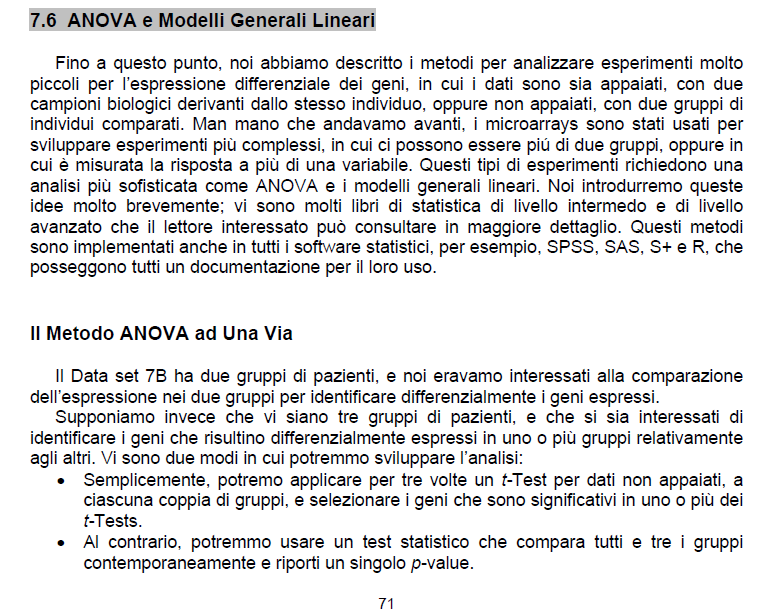 7.6 ANOVA e Modelli Generali Lineari
Fino a questo punto, noi abbiamo descritto i metodi per analizzare esperimenti molto
piccoli per l'espressione differenziale dei geni, in cui i dati sono sia appaiati, con due
campioni biologici derivanti dallo stesso individuo, oppure non appaiati, con due gruppi di
individui comparati. Man mano che andavamo avanti, i microarrays sono stati usati per
sviluppare esperimenti più complessi, in cui ci possono essere piú di due gruppi, oppure in
cui è misurata la risposta a più di una variabile. Questi tipi di esperimenti richiedono una
analisi più sofisticata come ANOVA e i modelli generali lineari. Noi introdurremo queste
idee molto brevemente; vi sono molti libri di statistica di livello intermedo e di livello
avanzato che il lettore interessato può consultare in maggiore dettaglio. Questi metodi
sono implementati anche in tutti i software statistici, per esempio, SPSS, SAS, S+ e R, che
posseggono tutti un documentazione per il loro uso.
Il Metodo ANOVA ad Una Via
Il Data set 7B ha due gruppi di pazienti, e noi eravamo interessati alla comparazione
dell'espressione nei due gruppi per identificare differenzialmente i geni espressi.
Supponiamo invece che vi siano tre gruppi di pazienti, e che si sia interessati di
identificare i geni che risultino differenzialmente espressi in uno o più gruppi relativamente
agli altri. Vi sono due modi in cui potremmo sviluppare l'analisi:
• Semplicemente, potremo applicare per tre volte un t-Test per dati non appaiati, a
ciascuna coppia di gruppi, e selezionare i geni che sono significativi in uno o più dei
t-Tests.
• Al contrario, potremmo usare un test statistico che compara tutti e tre i gruppi
contemporaneamente e riporti un singolo p-value.
71